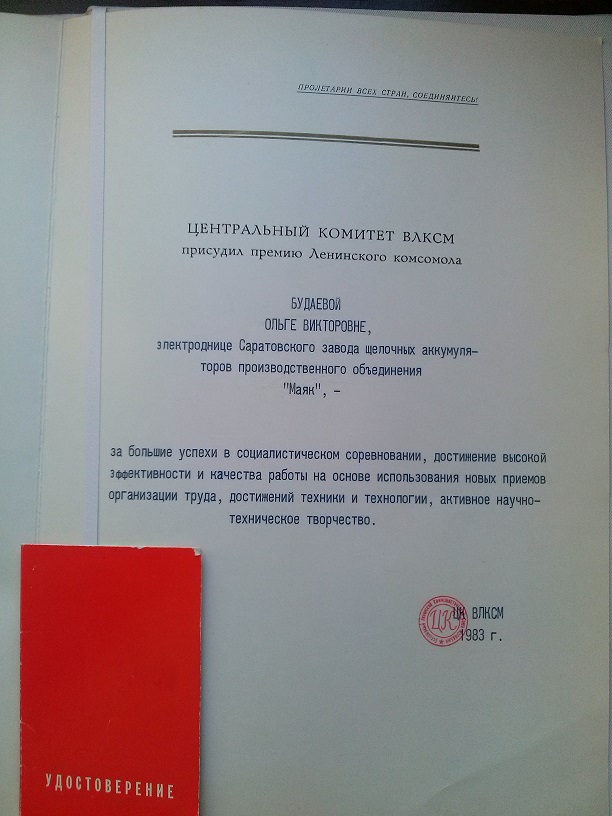 ПРОЛЕТАРИИ ВСЕХ СТРАН, СОЕДИНЯЙТЕСЬ!
ЦЕНТРАЛЬНЫЙ КОМИТЕТ ВЛКСМ
присудил премию Ленинского комсомола
БУДАЕВОЙ
ОЛЬГЕ ВИКТОРОВНЕ,
электроднице Саратовского завода щелочных аккумуля-
торов производственного объединения
"Маяк", –
за большие успехи в социалистическом соревновании, достижение высокой
эффективности и качества работы на основе использования новых приемов
организации труда, достижений техники и технологии, активное научно-
техническое творчество.
ЦК ВЛКСМ
1983 г.
ЦК
УДОСТОВЕРЕНИЕ